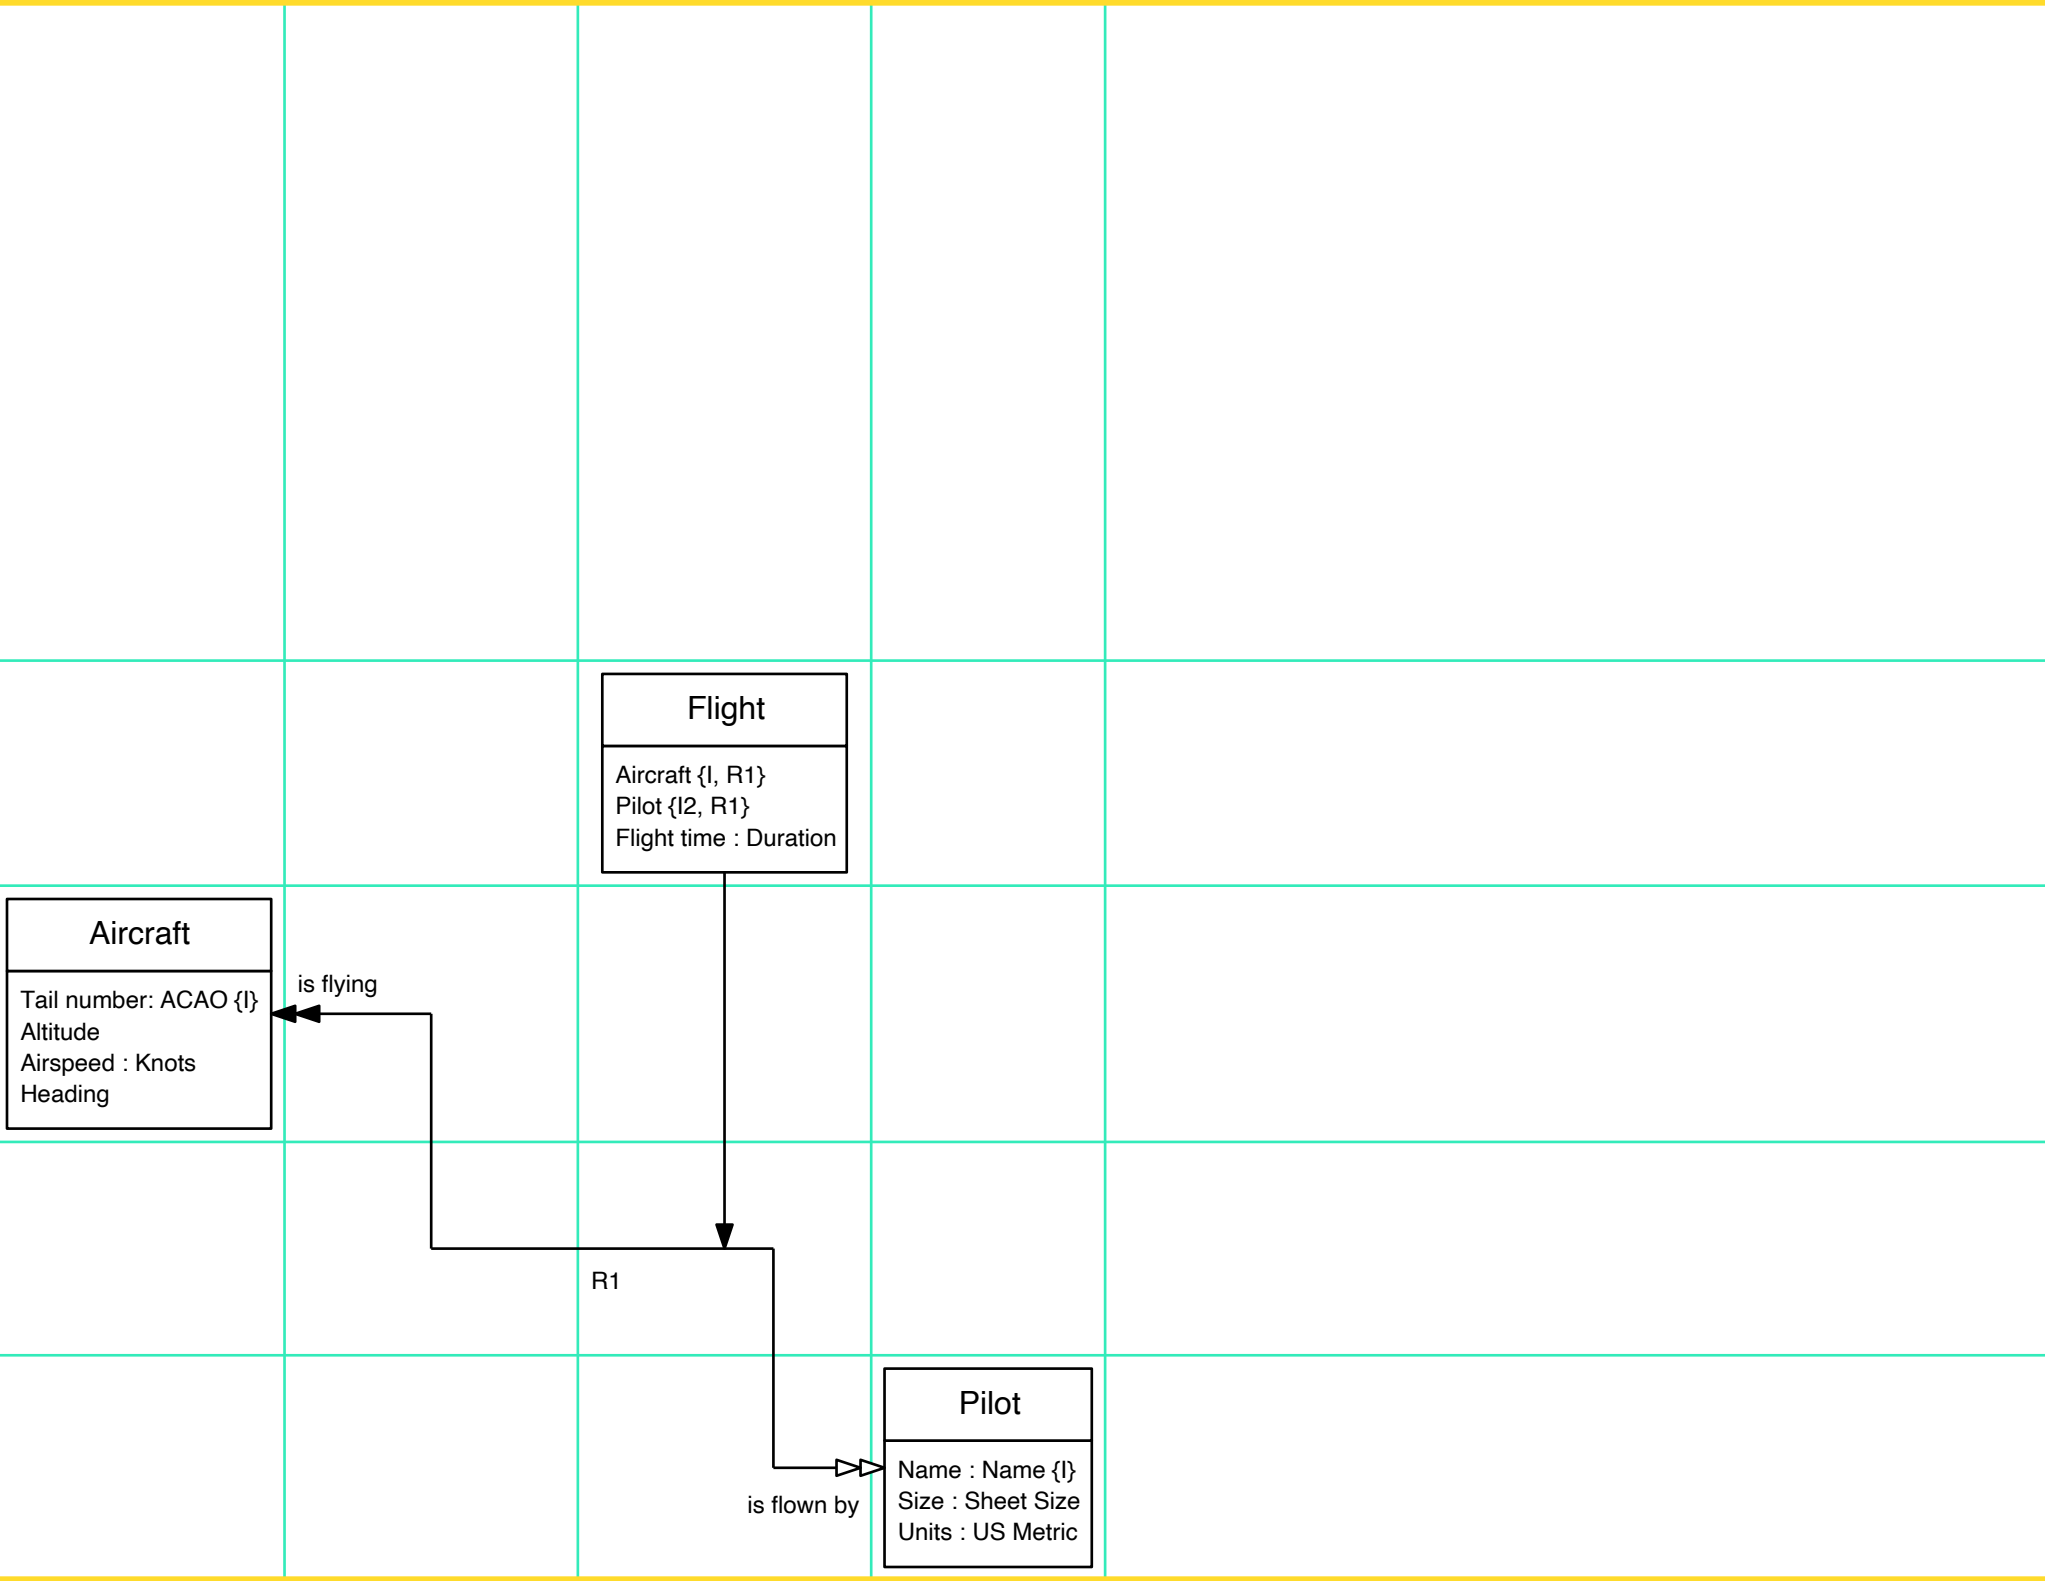 Flight
Aircraft {I, R1}
Pilot {I2, R1}
Flight time : Duration
Aircraft
Tail number: ACAO {I}
Altitude
Airspeed : Knots
Heading
is flying
R1
Pilot
Name : Name {I}
Size : Sheet Size
Units : US Metric
is flown by